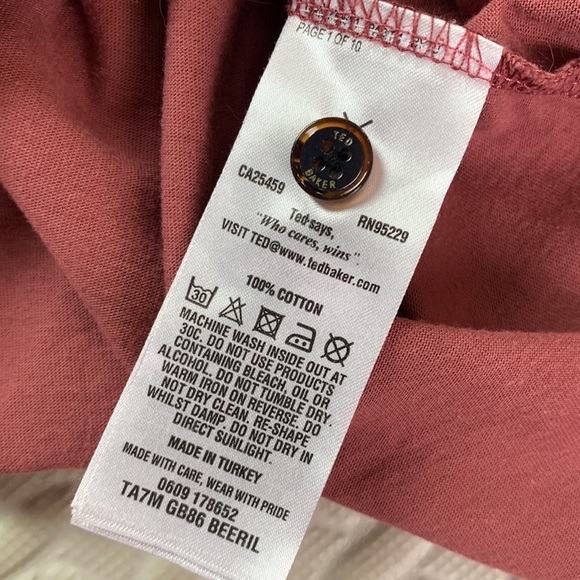 PAGE 1 OF 10
TED
BAKER
CA25459 RN95229
Ted says,
"Who cares, wins".
VISIT TED@www.tedbaker.com
100% COTTON
30
MACHINE WASH INSIDE OUT AT
30C. DO NOT USE PRODUCTS
CONTAINING BLEACH, OIL OR
ALCOHOL. DO NOT TUMBLE DRY.
WARM IRON ON REVERSE. DO
NOT DRY CLEAN. RE-SHAPE
WHILST DAMP. DO NOT DRY IN
DIRECT SUNLIGHT.
MADE IN TURKEY
MADE WITH CARE, WEAR WITH PRIDE
0609 178652
TA7M GB86 BEERIL